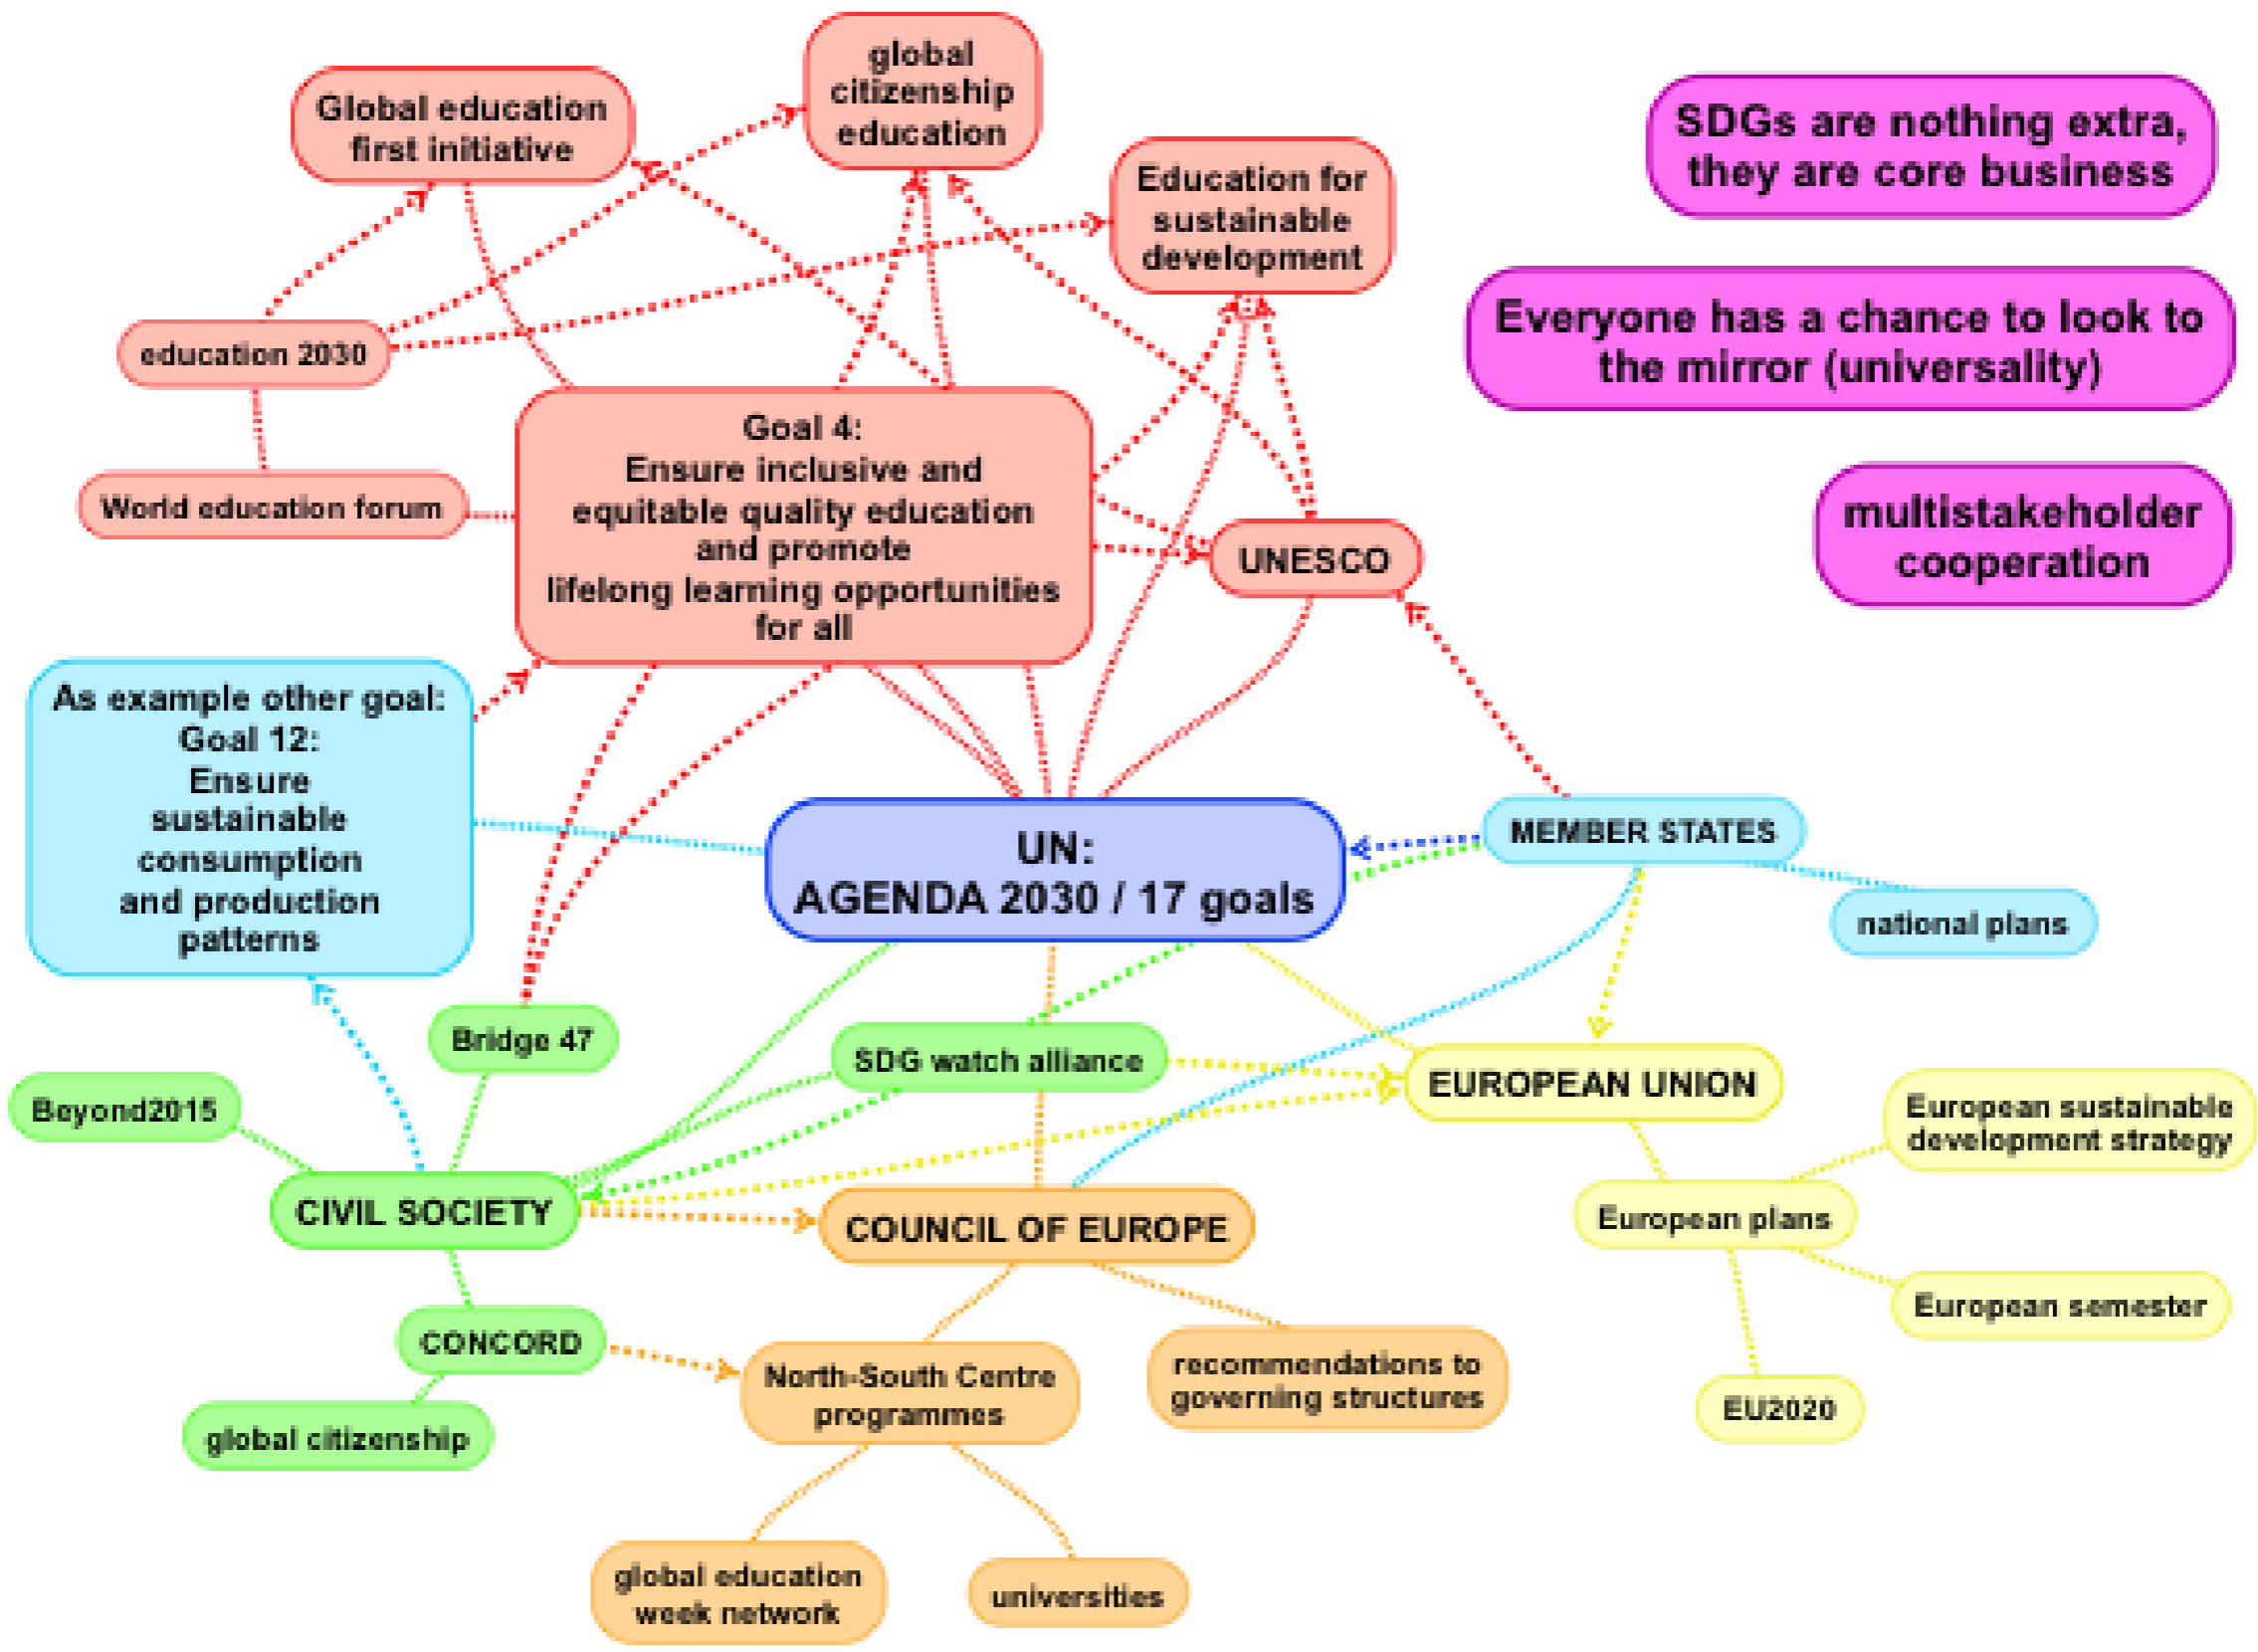 global
citizenship
education
Global education
first initiative
SDGs are nothing extra,
they are core business
Education for
sustainable
development
Everyone has a chance to look to
the mirror (universality)
education 2030
Goal 4:
Ensure inclusive and
equitable quality education
and promote
lifelong learning opportunities
for all
World education forum
UNESCO
multistakeholder
cooperation
As example other goal:
Goal 12:
Ensure
sustainable
consumption
and production
patterns
UN:
AGENDA 2030 / 17 goals
MEMBER STATES
national plans
Bridge 47
SDG watch alliance
EUROPEAN UNION
Beyond2015
European sustainable
development strategy
CIVIL SOCIETY
COUNCIL OF EUROPE
European plans
European semester
CONCORD
North-South Centre
programmes
recommendations to
governing structures
EU2020
global citizenship
global education
week network
universities